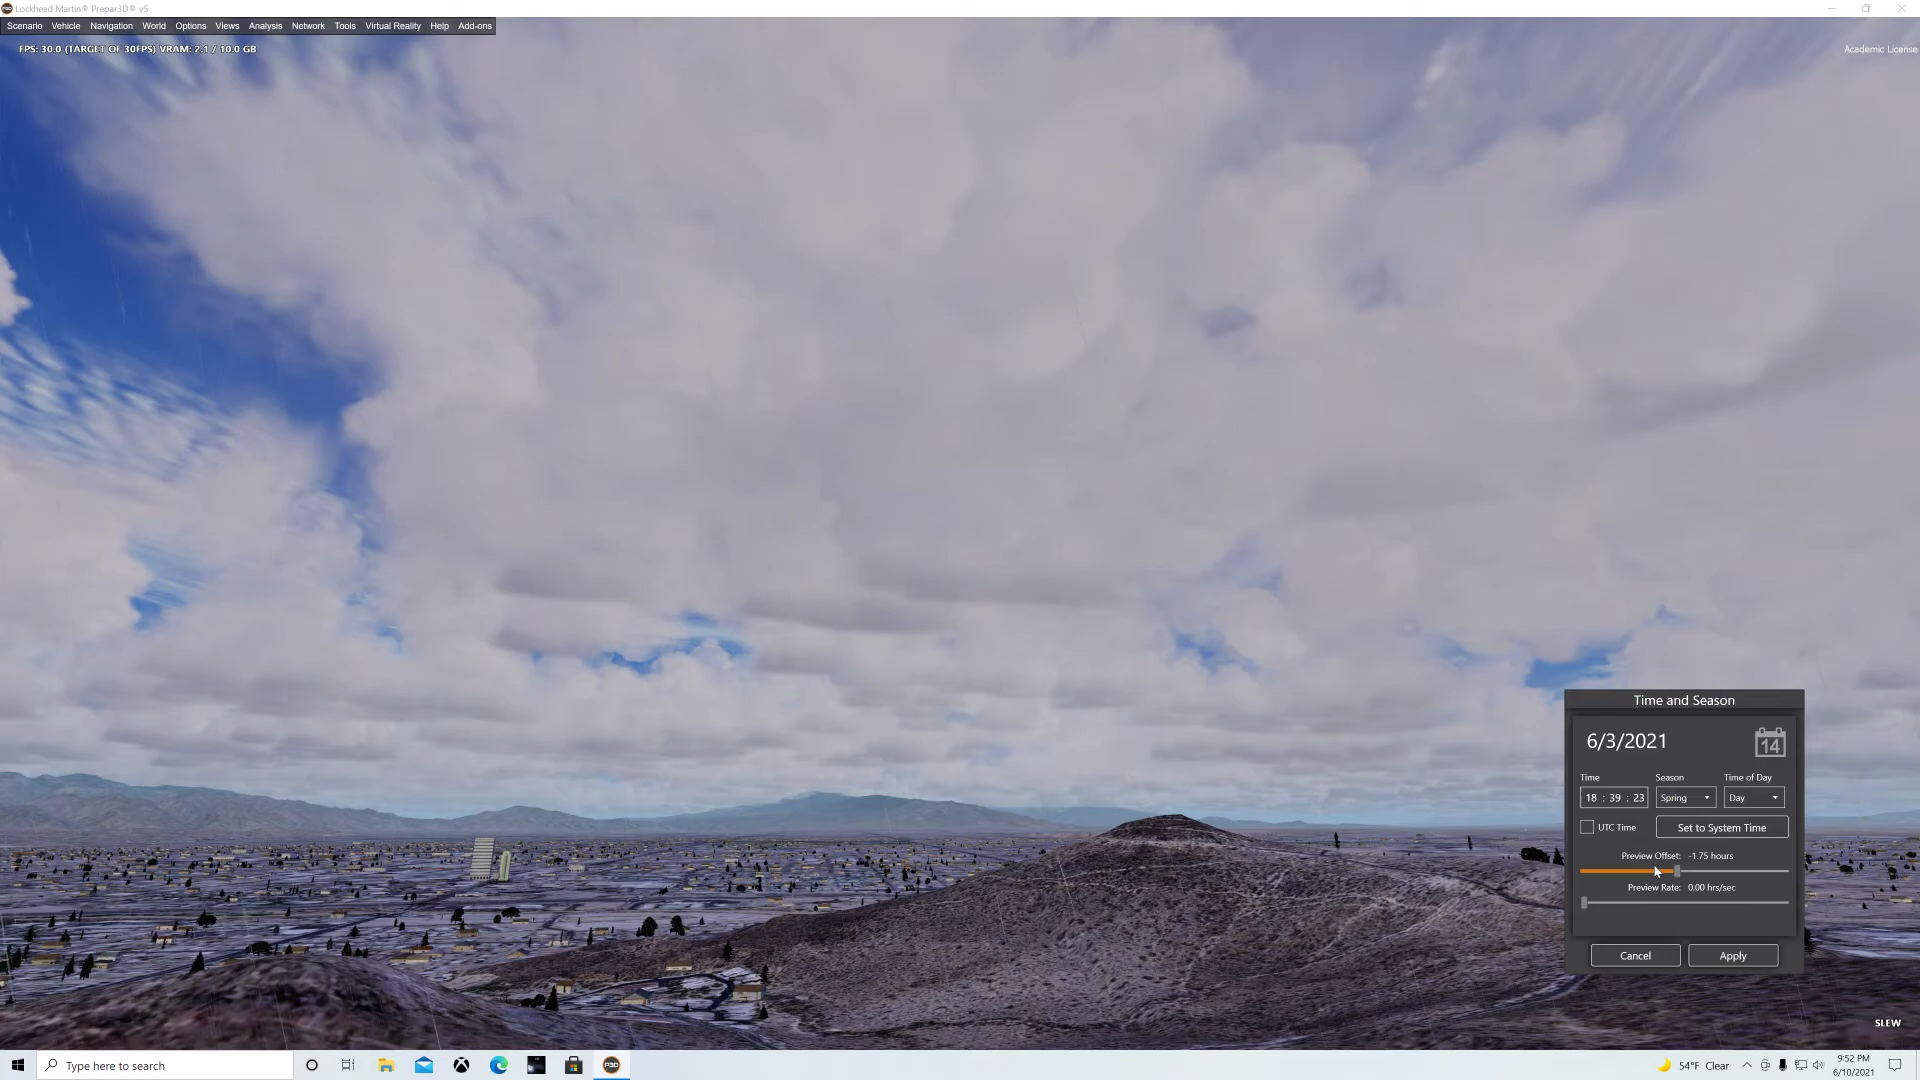 Lockheed Martin® Prepar3D® v5
Scenario Vehicle Navigation World Options Views Analysis Network Tools Virtual Reality Help Add-ons
FPS: 30.0 (TARGET OF 30FPS) VRAM: 2.1 / 10.0 GB
Academic License
Time and Season
6/3/2021
14
Time Season Time of Day
18 : 39 : 23 Spring Day
UTC Time Set to System Time
Preview Offset: -1.75 hours
Preview Rate: 0.00 hrs/sec
Cancel Apply
SLEW
Type here to search
P3D
54°F Clear
9:52 PM
6/10/2021